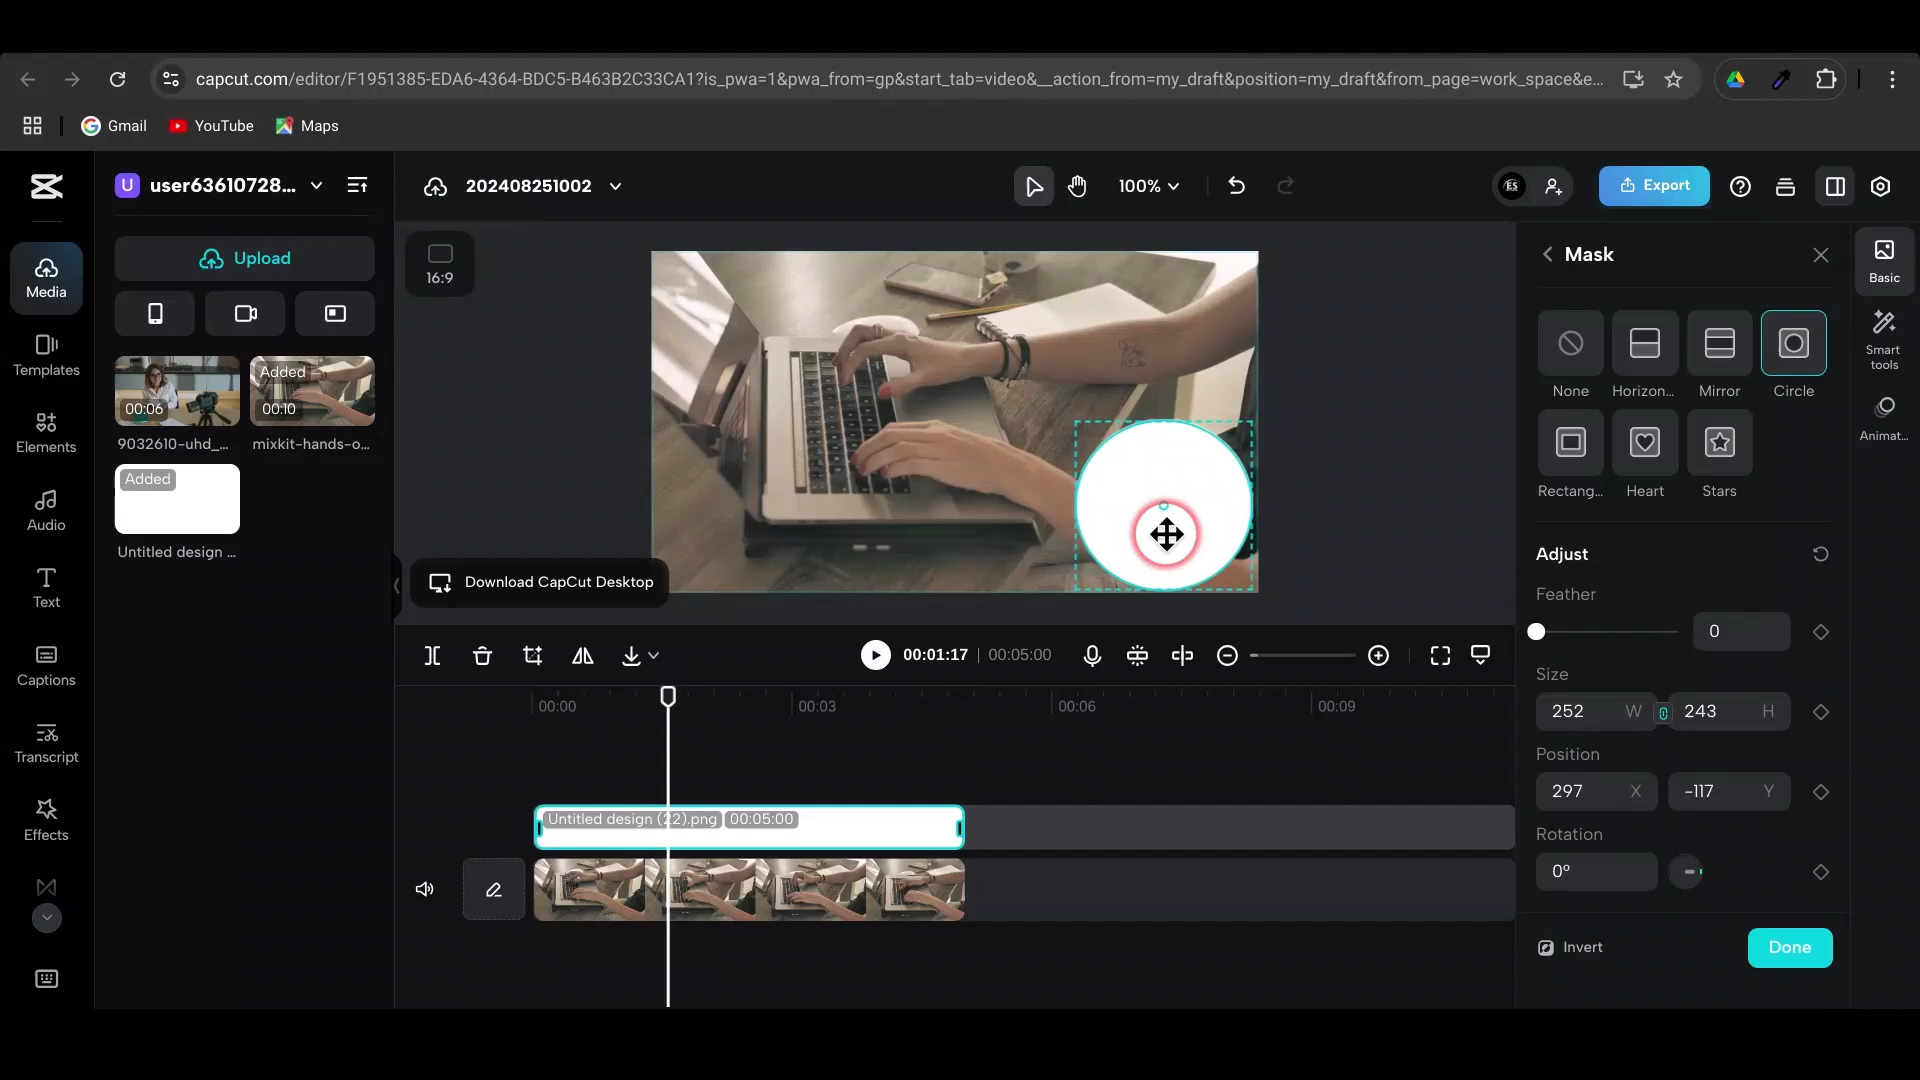 capcut.com/editor/F1951385-EDA6-4364-BDC5-B463B2C33CA1?is_pwa=1&pwa_from=gp&start_tab=video&__action_from=my_draft&position=my_draft&from_page=work_space&e...
Gmail
YouTube
Maps
U
user63610728...
202408251002
100%
ES
Export
Media
Templates
Elements
Audio
Text
Captions
Transcript
Effects
Upload
00:06
Added
00:10
9032610-uhd_...
mixkit-hands-o...
Added
Untitled design ...
16:9
Download CapCut Desktop
00:01:17 | 00:05:00
00:00
00:03
00:06
00:09
Untitled design (22).png
00:05:00
Mask
None
Horizon...
Mirror
Circle
Rectang...
Heart
Stars
Adjust
Feather
0
Size
252 W
243 H
Position
297 X
-117 Y
Rotation
0°
Invert
Done
Basic
Smart
tools
Animat...